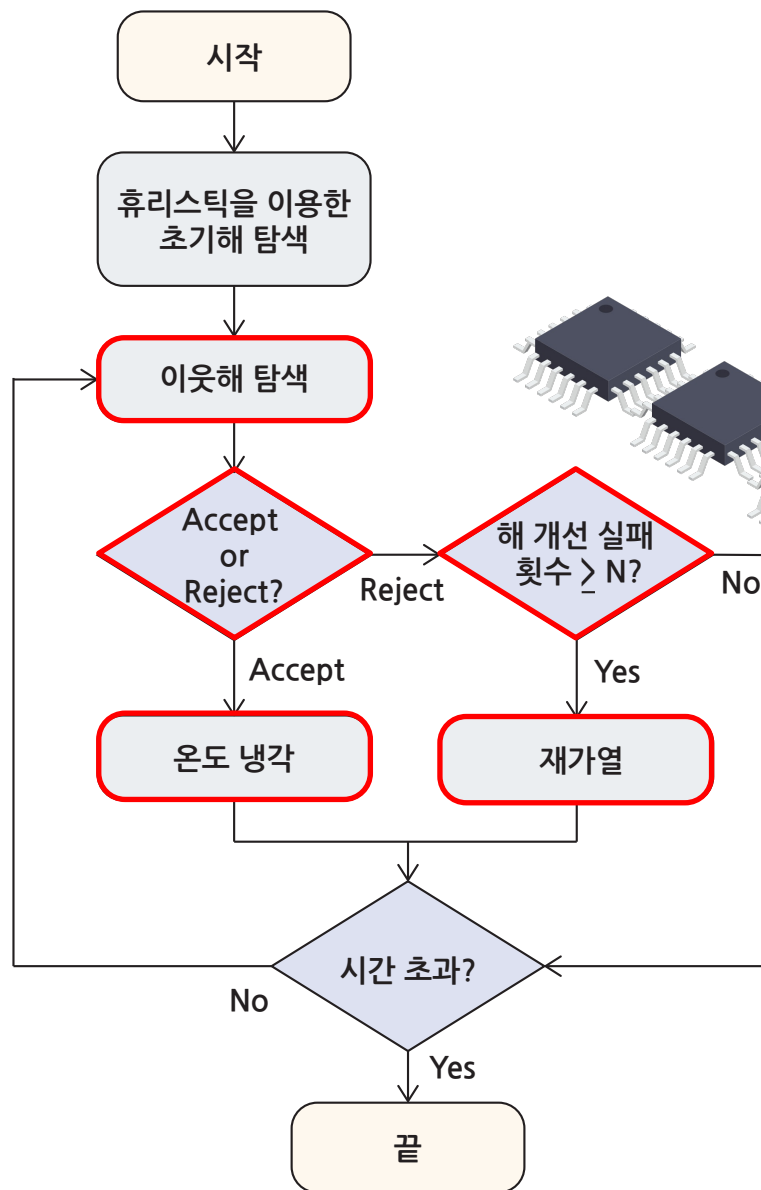 시작
휴리스틱을 이용한
초기해 탐색
이웃해 탐색
Accept
or
Reject?
Reject
해 개선 실패
횟수 ≥ N?
No
Accept
Yes
온도 냉각
재가열
시간 초과?
No
Yes
끝